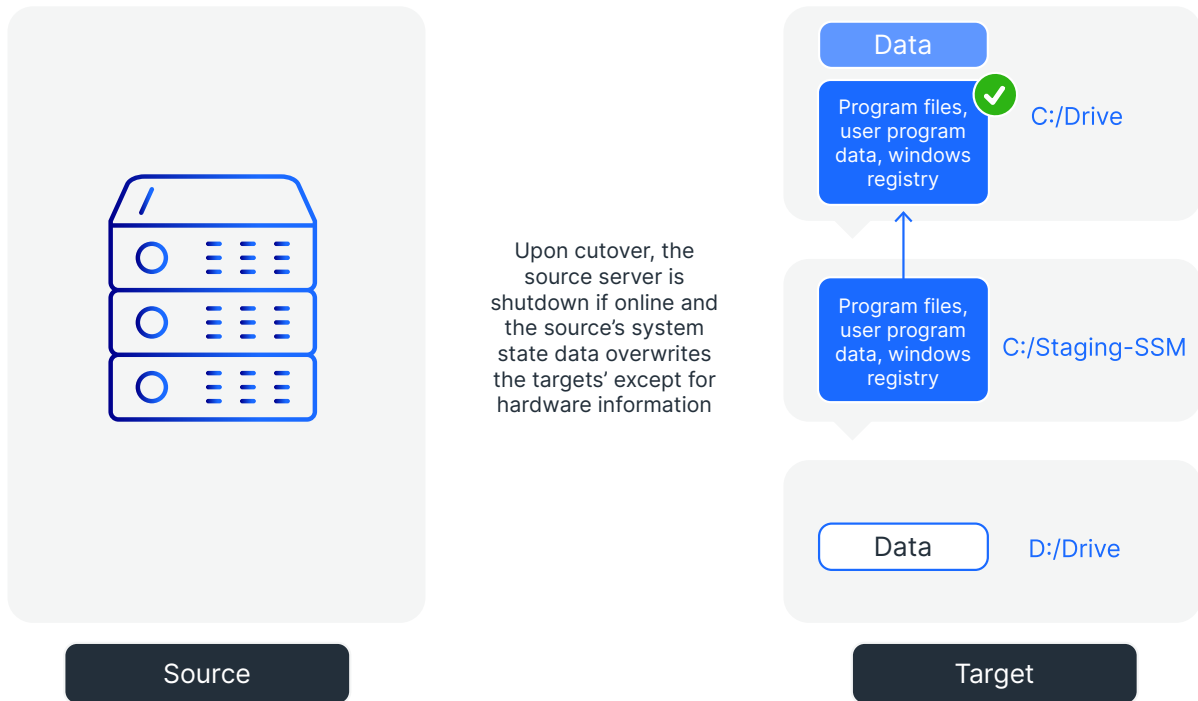 Upon cutover, the
source server is
shutdown if online and
the source’s system
state data overwrites
the targets’ except for
hardware information
Data
Program files,
user program
data, windows
registry
C:/Drive
Program files,
user program
data, windows
registry
C:/Staging-SSM
Data
D:/Drive
Source
Target